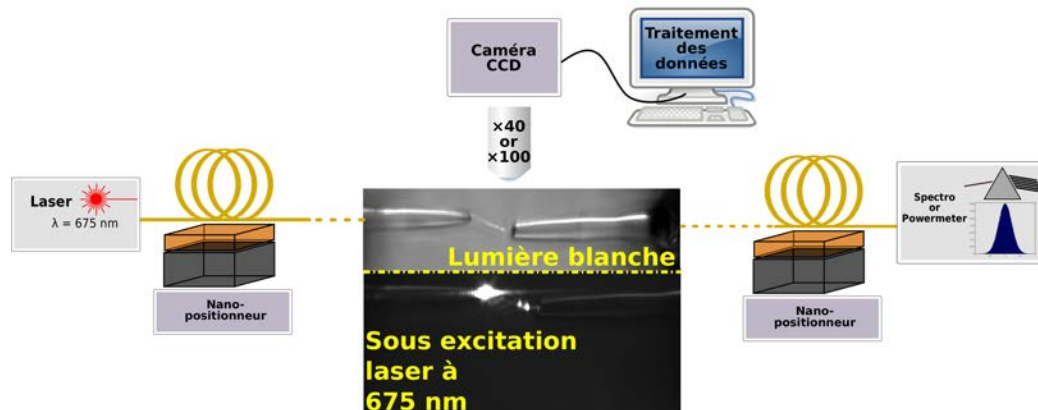 Caméra
CCD
Traitement
des
données
×40
or
×100
Laser
λ = 675 nm
Nano-
positionneur
Lumière blanche
Sous excitation
laser à
675 nm
Nano-
positionneur
Spectro
or
Powermeter